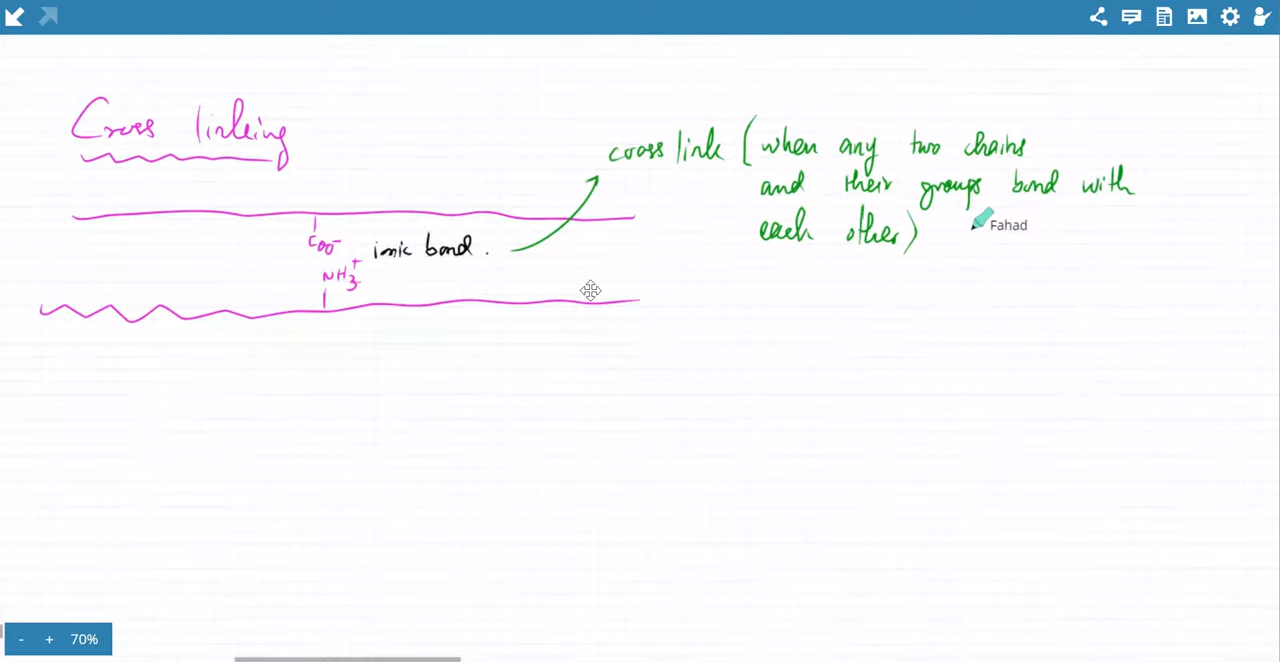 Cross linking
cross link (when any two chains
and their groups bond with
each other)
Fahad
COO⁻ ionic bond.
NH₃⁺
- + 70%